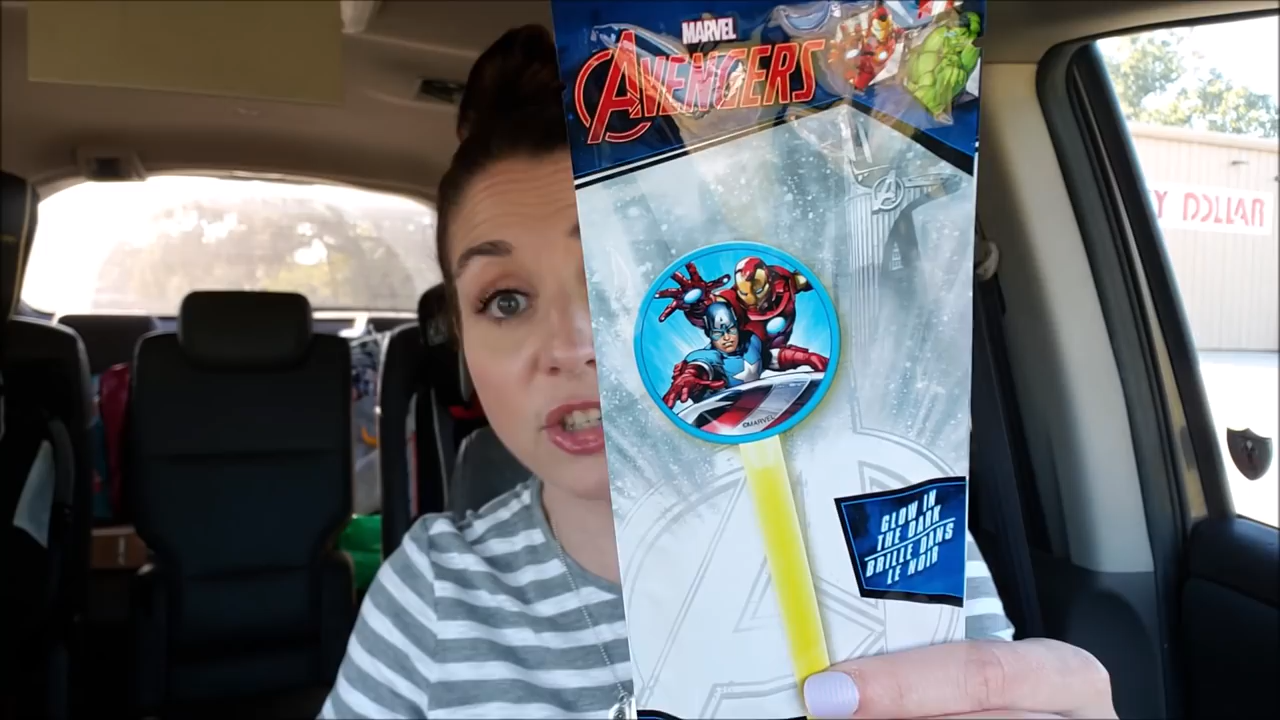 MARVEL
AVENGERS
Y DOLLAR
©MARVEL
GLOW IN
THE DARK
BRILLE DANS
LE NOIR